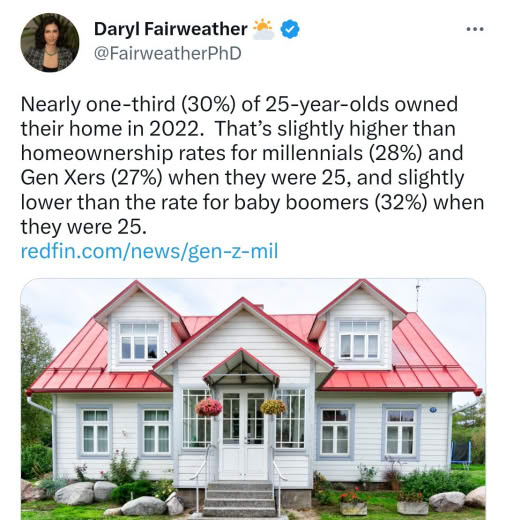 Daryl Fairweather
@FairweatherPhD
Nearly one-third (30%) of 25-year-olds owned
their home in 2022.  That’s slightly higher than
homeownership rates for millennials (28%) and
Gen Xers (27%) when they were 25, and slightly
lower than the rate for baby boomers (32%) when
they were 25.
redfin.com/news/gen-z-mil